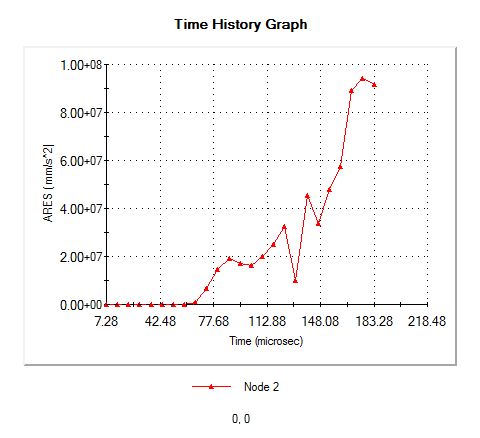 Time History Graph
1.00+08
8.00+07
6.00+07
4.00+07
2.00+07
0.00+00
ARES ( mm/s^2)
7.28 42.48 77.68 112.88 148.08 183.28 218.48
Time (microsec)
Node 2
0, 0